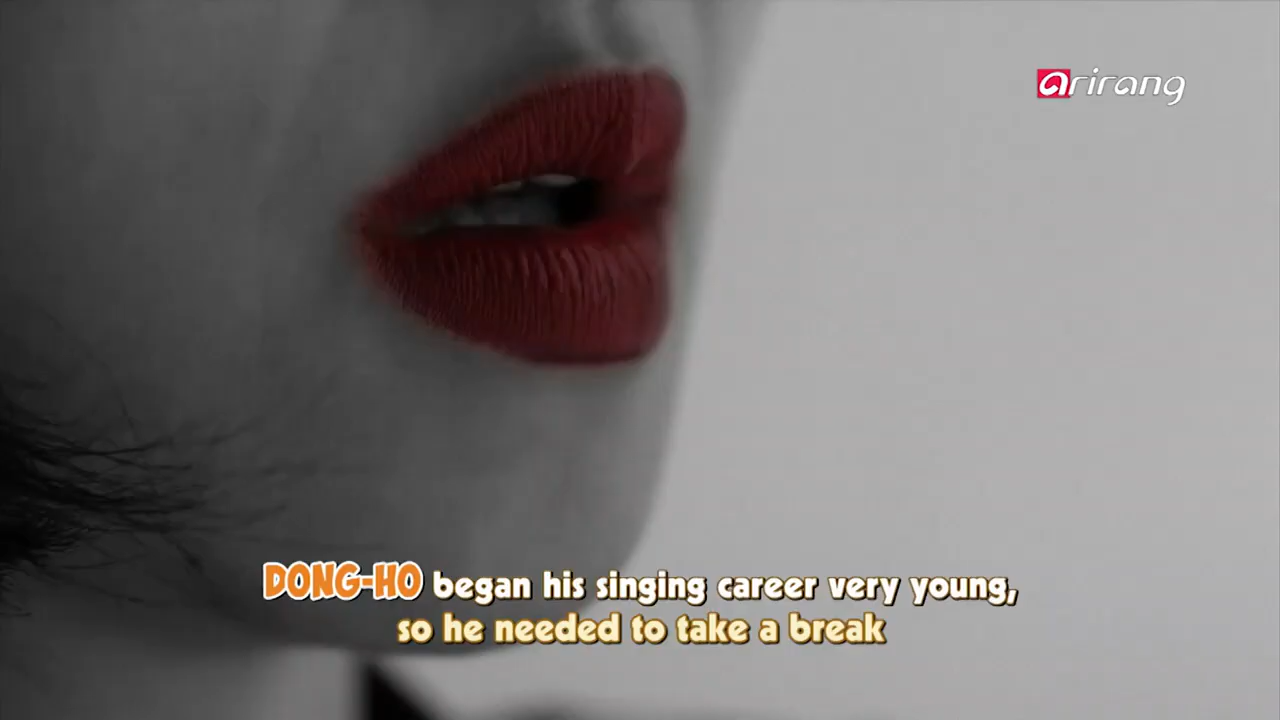 arirang
DONG-HO began his singing career very young,
so he needed to take a break